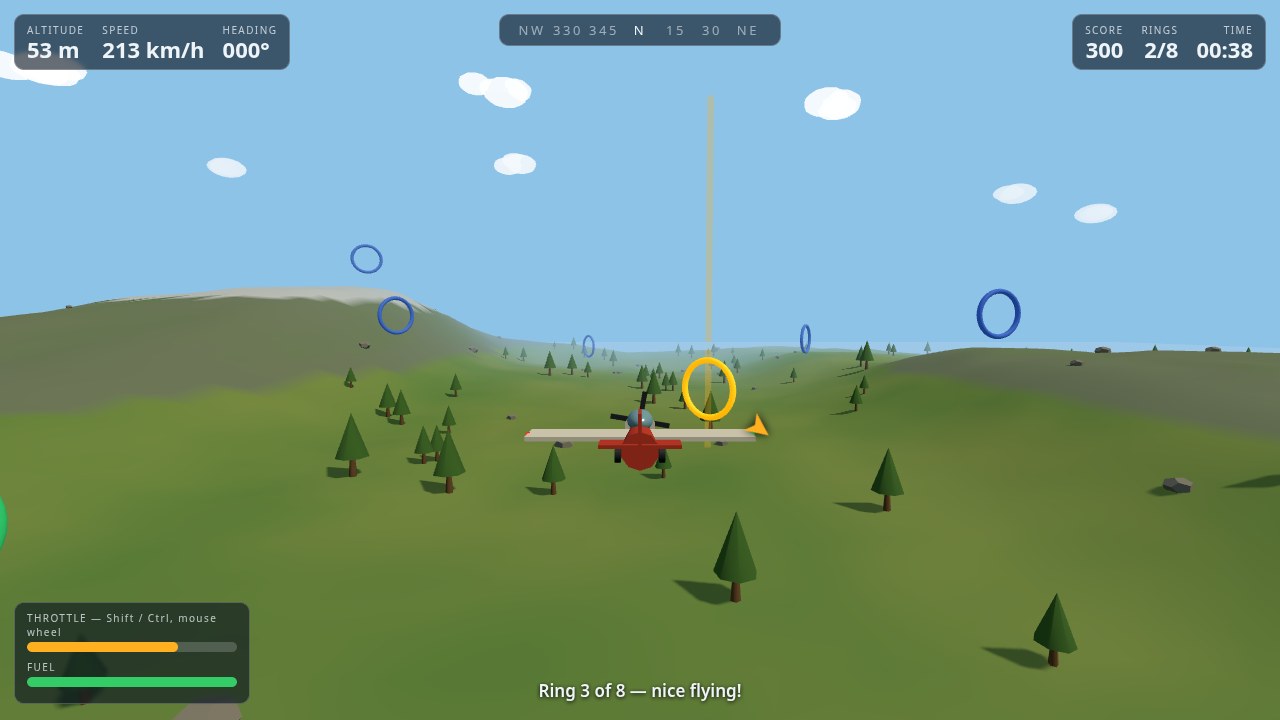 ALTITUDE SPEED HEADING
53 m 213 km/h 000°
NW 330 345 N 15 30 NE
SCORE RINGS TIME
300 2/8 00:38
THROTTLE — Shift / Ctrl, mouse
wheel
FUEL
Ring 3 of 8 — nice flying!